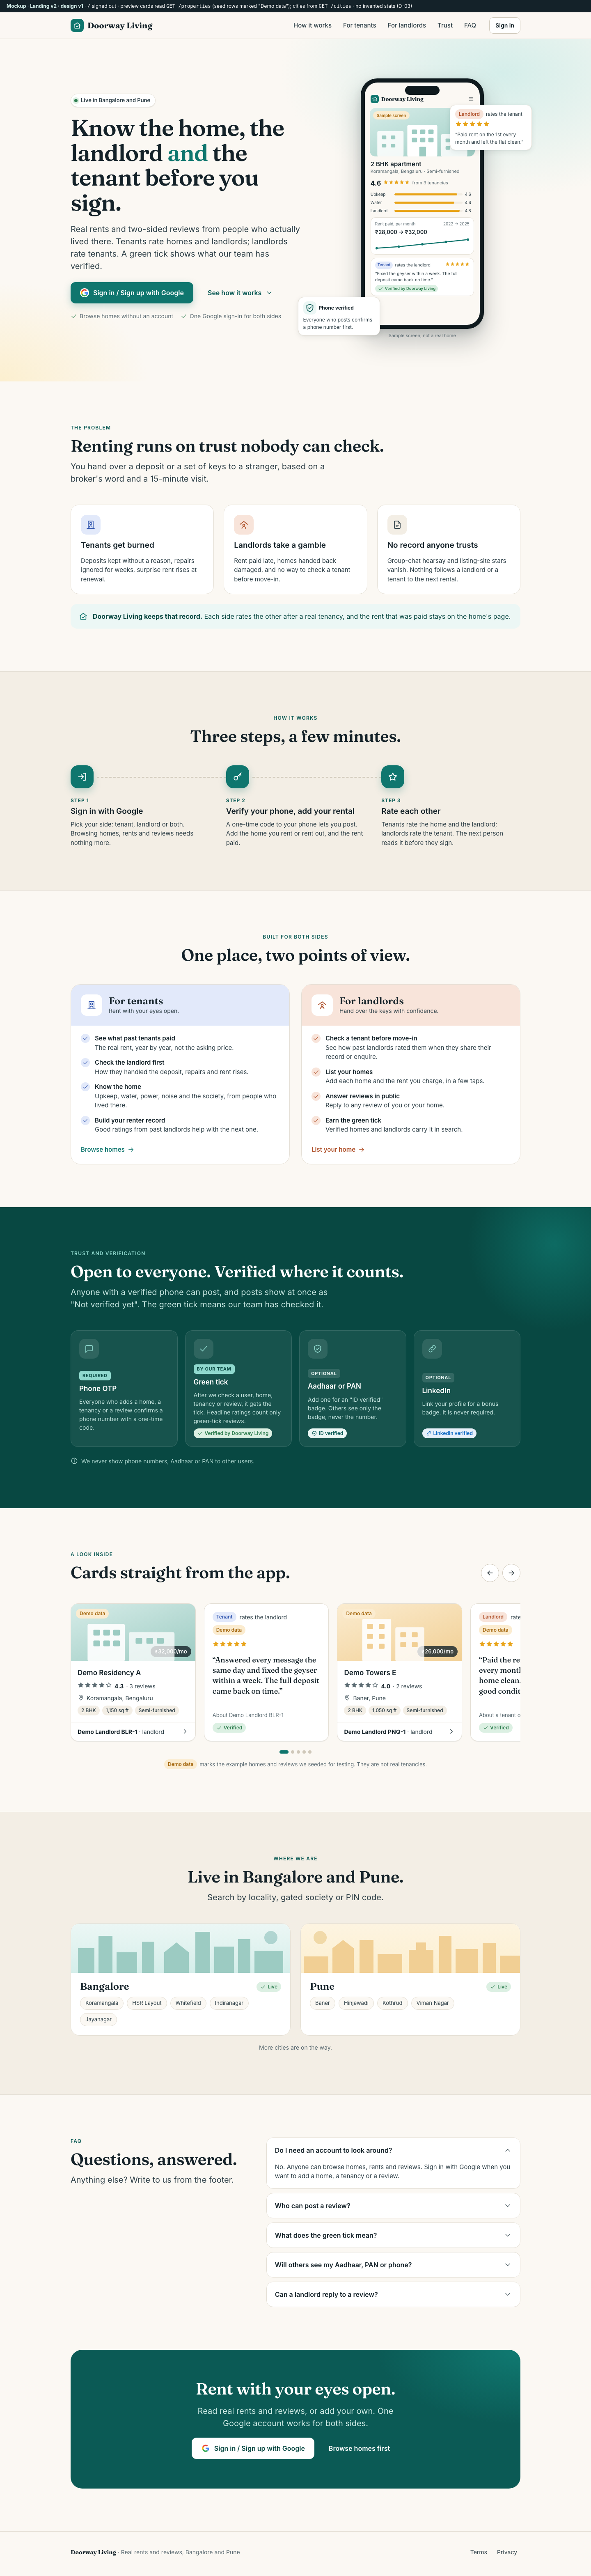 Mockup · Landing v2 · design v1 · / signed out · preview cards read GET /properties (seed rows marked "Demo data"); cities from GET /cities · no invented stats (D-03)
Doorway Living
How it works
For tenants
For landlords
Trust
FAQ
Sign in
Live in Bangalore and Pune
Know the home, the
landlord and the
tenant before you
sign.
Real rents and two-sided reviews from people who actually
lived there. Tenants rate homes and landlords; landlords
rate tenants. A green tick shows what our team has
verified.
Sign in / Sign up with Google
See how it works
Browse homes without an account
One Google sign-in for both sides
Doorway Living
Sample screen
2 BHK apartment
Koramangala, Bengaluru · Semi-furnished
4.6
from 3 tenancies
Upkeep 4.6
Water 4.4
Landlord 4.8
Rent paid, per month
2022 → 2025
₹28,000 → ₹32,000
Tenant rates the landlord
"Fixed the geyser within a week. The full
deposit came back on time."
Verified by Doorway Living
Landlord rates the tenant
"Paid rent on the 1st every
month and left the flat clean."
Phone verified
Everyone who posts confirms
a phone number first.
Sample screen, not a real home
THE PROBLEM
Renting runs on trust nobody can check.
You hand over a deposit or a set of keys to a stranger, based on a
broker's word and a 15-minute visit.
Tenants get burned
Deposits kept without a reason, repairs
ignored for weeks, surprise rent rises at
renewal.
Landlords take a gamble
Rent paid late, homes handed back
damaged, and no way to check a tenant
before move-in.
No record anyone trusts
Group-chat hearsay and listing-site stars
vanish. Nothing follows a landlord or a
tenant to the next rental.
Doorway Living keeps that record. Each side rates the other after a real tenancy, and the rent that was paid stays on the home's page.
HOW IT WORKS
Three steps, a few minutes.
STEP 1
Sign in with Google
Pick your side: tenant, landlord or both.
Browsing homes, rents and reviews needs
nothing more.
STEP 2
Verify your phone, add your rental
A one-time code to your phone lets you post.
Add the home you rent or rent out, and the rent
paid.
STEP 3
Rate each other
Tenants rate the home and the landlord;
landlords rate the tenant. The next person
reads it before they sign.
BUILT FOR BOTH SIDES
One place, two points of view.
For tenants
Rent with your eyes open.
See what past tenants paid
The real rent, year by year, not the asking price.
Check the landlord first
How they handled the deposit, repairs and rent rises.
Know the home
Upkeep, water, power, noise and the society, from people who
lived there.
Build your renter record
Good ratings from past landlords help with the next one.
Browse homes
For landlords
Hand over the keys with confidence.
Check a tenant before move-in
See how past landlords rated them when they share their
record or enquire.
List your homes
Add each home and the rent you charge, in a few taps.
Answer reviews in public
Reply to any review of you or your home.
Earn the green tick
Verified homes and landlords carry it in search.
List your home
TRUST AND VERIFICATION
Open to everyone. Verified where it counts.
Anyone with a verified phone can post, and posts show at once as
"Not verified yet". The green tick means our team has checked it.
REQUIRED
Phone OTP
Everyone who adds a home, a
tenancy or a review confirms a
phone number with a one-time
code.
BY OUR TEAM
Green tick
After we check a user, home,
tenancy or review, it gets the
tick. Headline ratings count only
green-tick reviews.
Verified by Doorway Living
OPTIONAL
Aadhaar or PAN
Add one for an "ID verified"
badge. Others see only the
badge, never the number.
ID verified
OPTIONAL
LinkedIn
Link your profile for a bonus
badge. It is never required.
LinkedIn verified
We never show phone numbers, Aadhaar or PAN to other users.
A LOOK INSIDE
Cards straight from the app.
Demo data
/mo
Demo Residency A
4.3 · 3 reviews
Koramangala, Bengaluru
2 BHK
1,150 sq ft
Semi-furnished
Demo Landlord BLR-1 · landlord
Tenant rates the landlord
Demo data
"Answered every message the
same day and fixed the geyser
within a week. The full deposit
came back on time."
About Demo Landlord BLR-1
Verified
Demo data
/mo
Demo Towers E
4.0 · 2 reviews
Baner, Pune
2 BHK
1,050 sq ft
Semi-furnished
Demo Landlord PNQ-1 · landlord
Landlord rate
Demo data
"Paid the re
every month
home clean.
good condit
About a tenant o
Verified
Demo data marks the example homes and reviews we seeded for testing. They are not real tenancies.
WHERE WE ARE
Live in Bangalore and Pune.
Search by locality, gated society or PIN code.
Bangalore
Live
Koramangala
HSR Layout
Whitefield
Indiranagar
Jayanagar
Pune
Live
Baner
Hinjewadi
Kothrud
Viman Nagar
More cities are on the way.
FAQ
Questions, answered.
Anything else? Write to us from the footer.
Do I need an account to look around?
No. Anyone can browse homes, rents and reviews. Sign in with Google when you
want to add a home, a tenancy or a review.
Who can post a review?
What does the green tick mean?
Will others see my Aadhaar, PAN or phone?
Can a landlord reply to a review?
Rent with your eyes open.
Read real rents and reviews, or add your own. One
Google account works for both sides.
Sign in / Sign up with Google
Browse homes first
Doorway Living · Real rents and reviews, Bangalore and Pune
Terms
Privacy